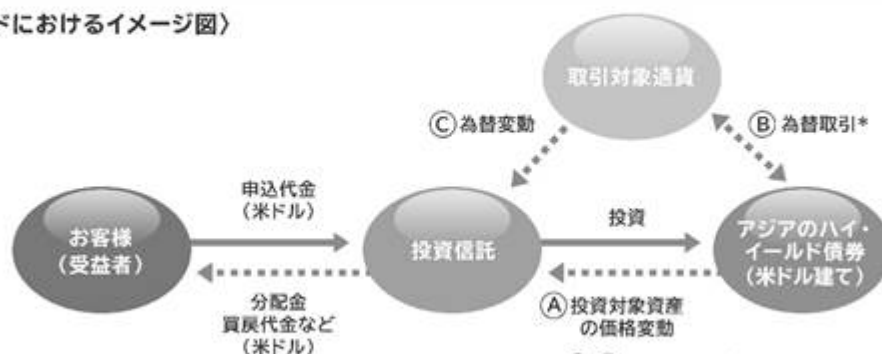 ドにおけるイメージ図〉
取引対象通貨
Ⓒ為替変動
Ⓑ為替取引*
申込代金
(米ドル)
投資
お客様
(受益者)
投資信託
アジアのハイ・
イールド債券
(米ドル建て)
分配金
買戻代金など
(米ドル)
Ⓐ投資対象資産
の価格変動